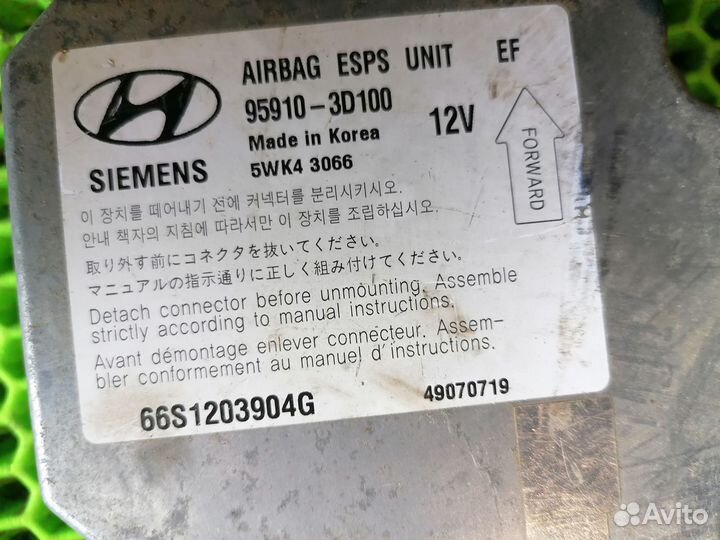 AIRBAG ESPS UNIT EF
95910-3D100
Made in Korea
12V
SIEMENS
5WK4 3066
FORWARD
이 장치를 떼어내기 전에 커넥터를 분리시키시오.
안내 책자의 지침에 따라서만 이 장치를 조립하십시오.
取り外す前にコネクタを抜いてください。
マニュアルの指示通りに正しく組み付けてください。
Detach connector before unmounting. Assemble
strictly according to manual instructions.
Avant démontage enlever connecteur. Assem-
bler conformement au manuel d'instructions.
66S1203904G
49070719
Avito